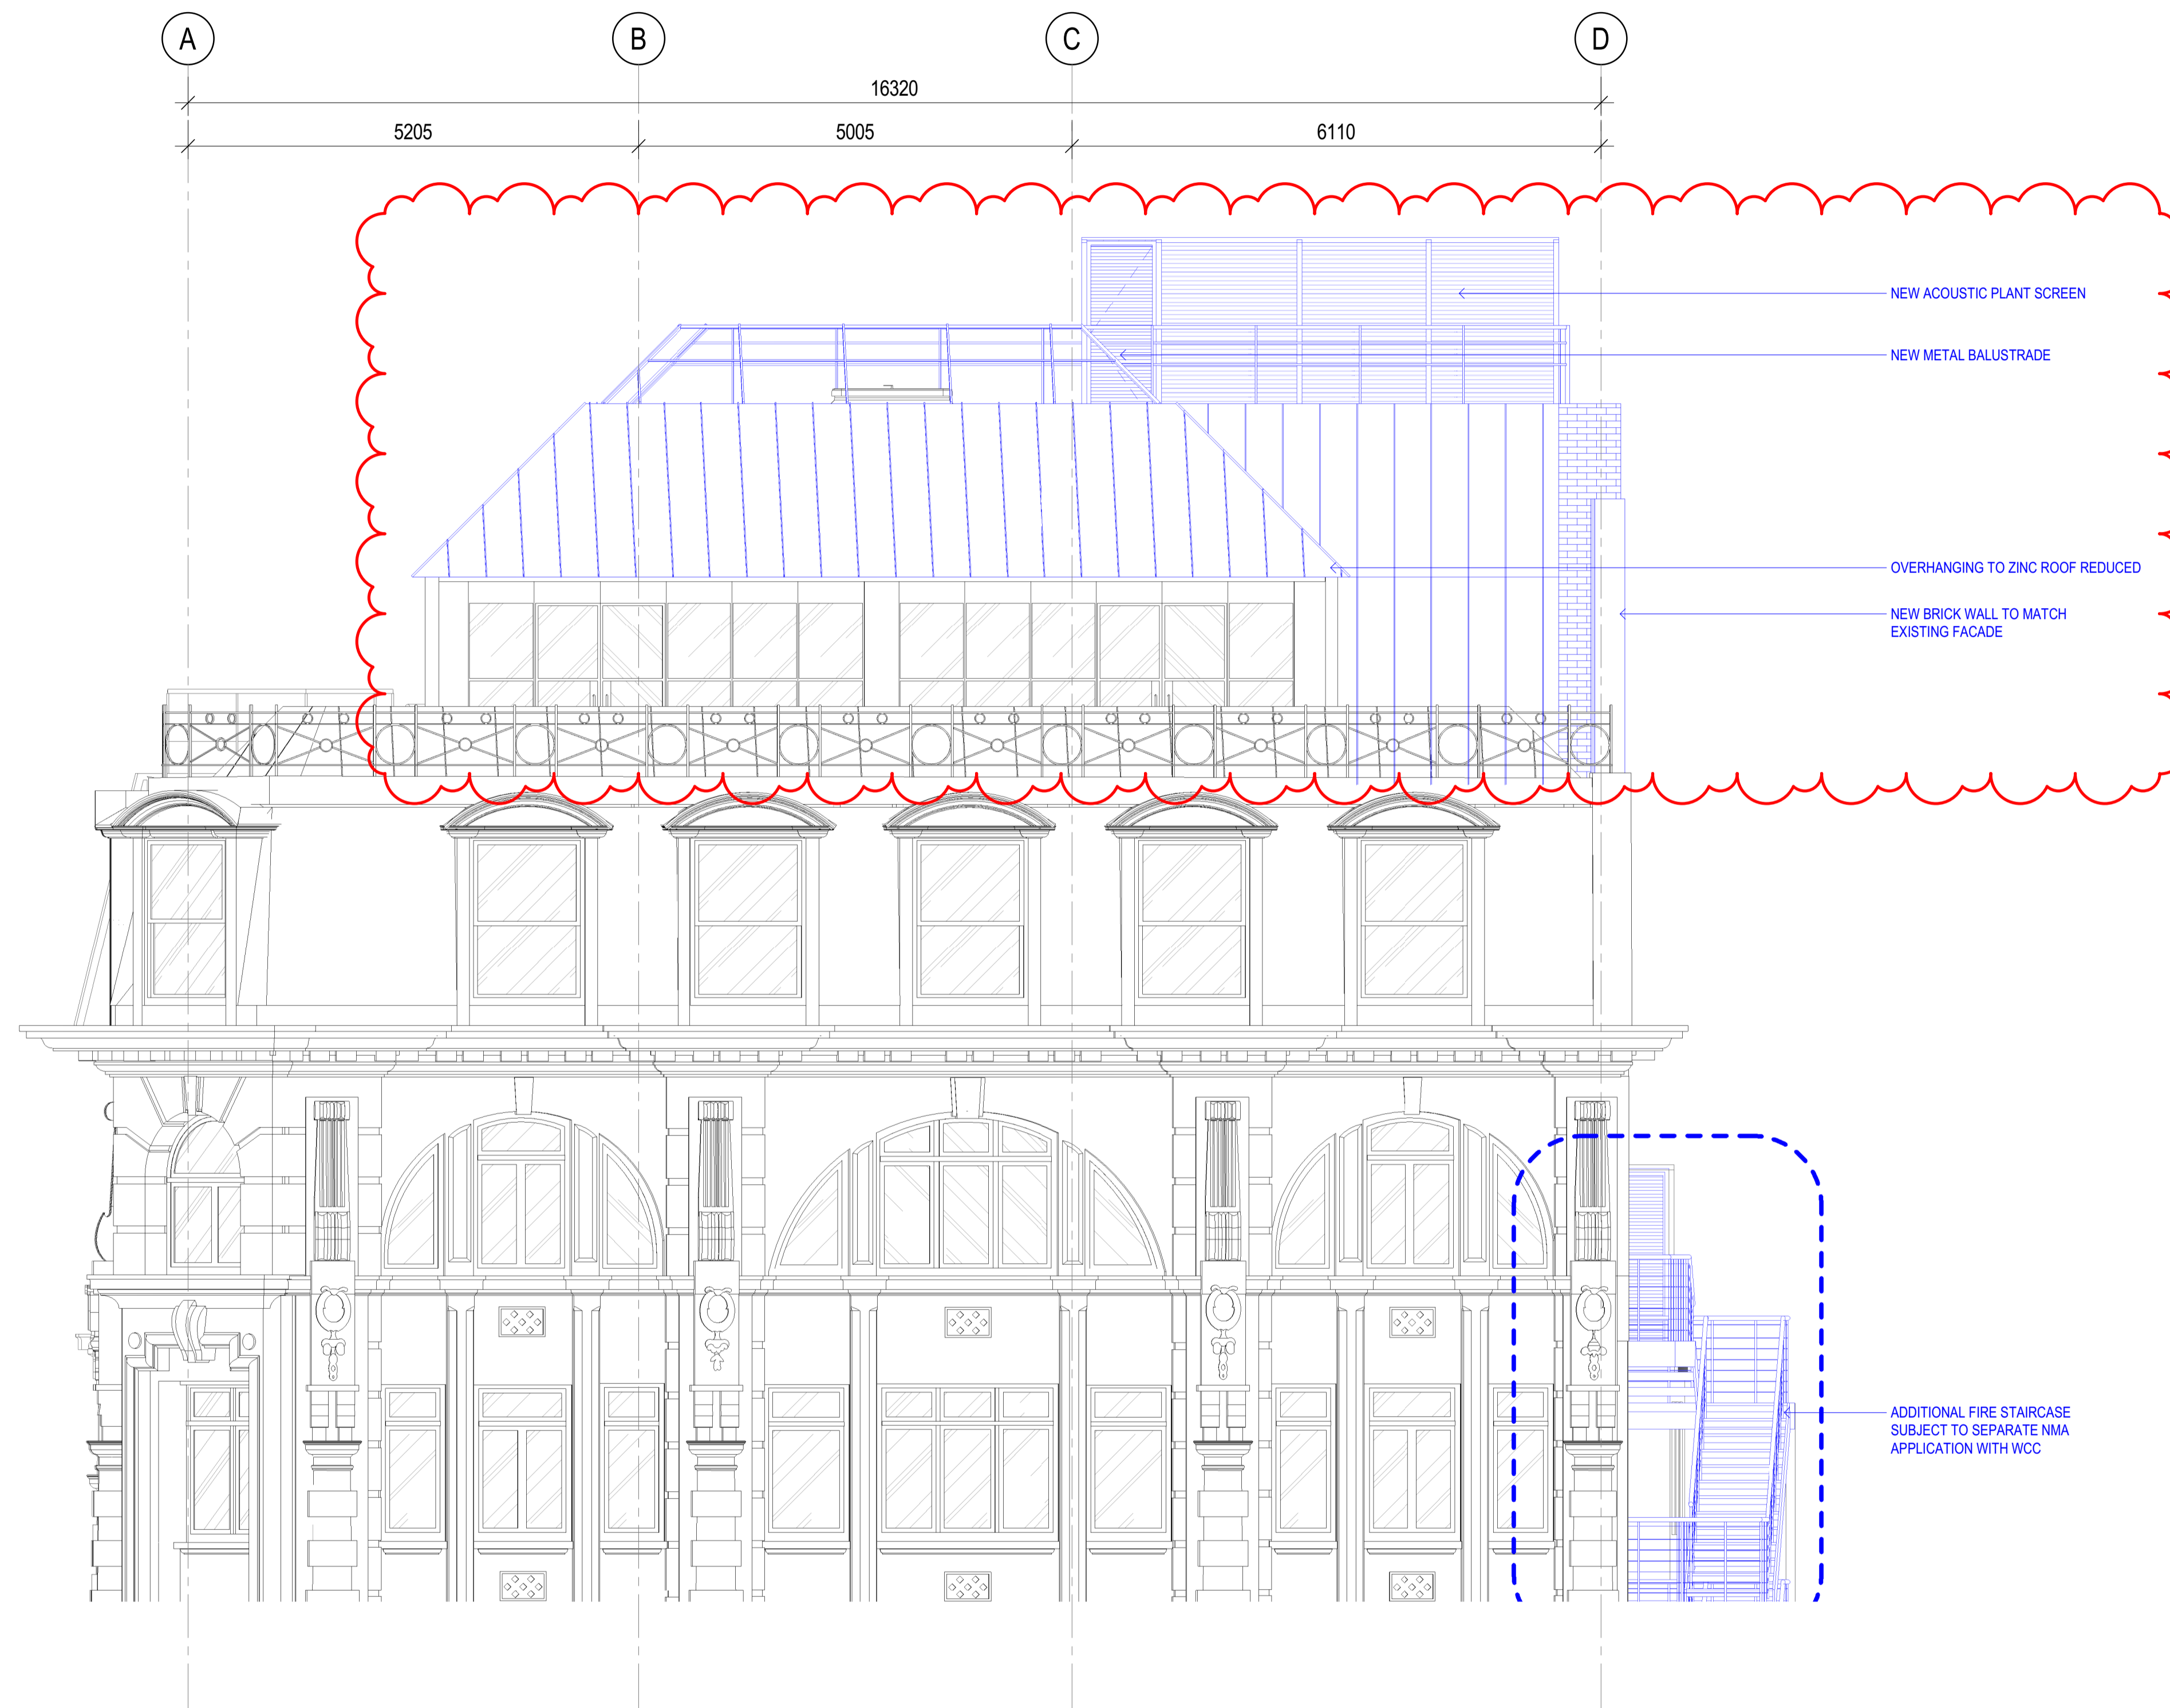 A
B
C
D
16320
5205
5005
6110
NEW ACOUSTIC PLANT SCREEN
NEW METAL BALUSTRADE
OVERHANGING TO ZINC ROOF REDUCED
NEW BRICK WALL TO MATCH
EXISTING FACADE
ADDITIONAL FIRE STAIRCASE
SUBJECT TO SEPARATE NMA
APPLICATION WITH WCC